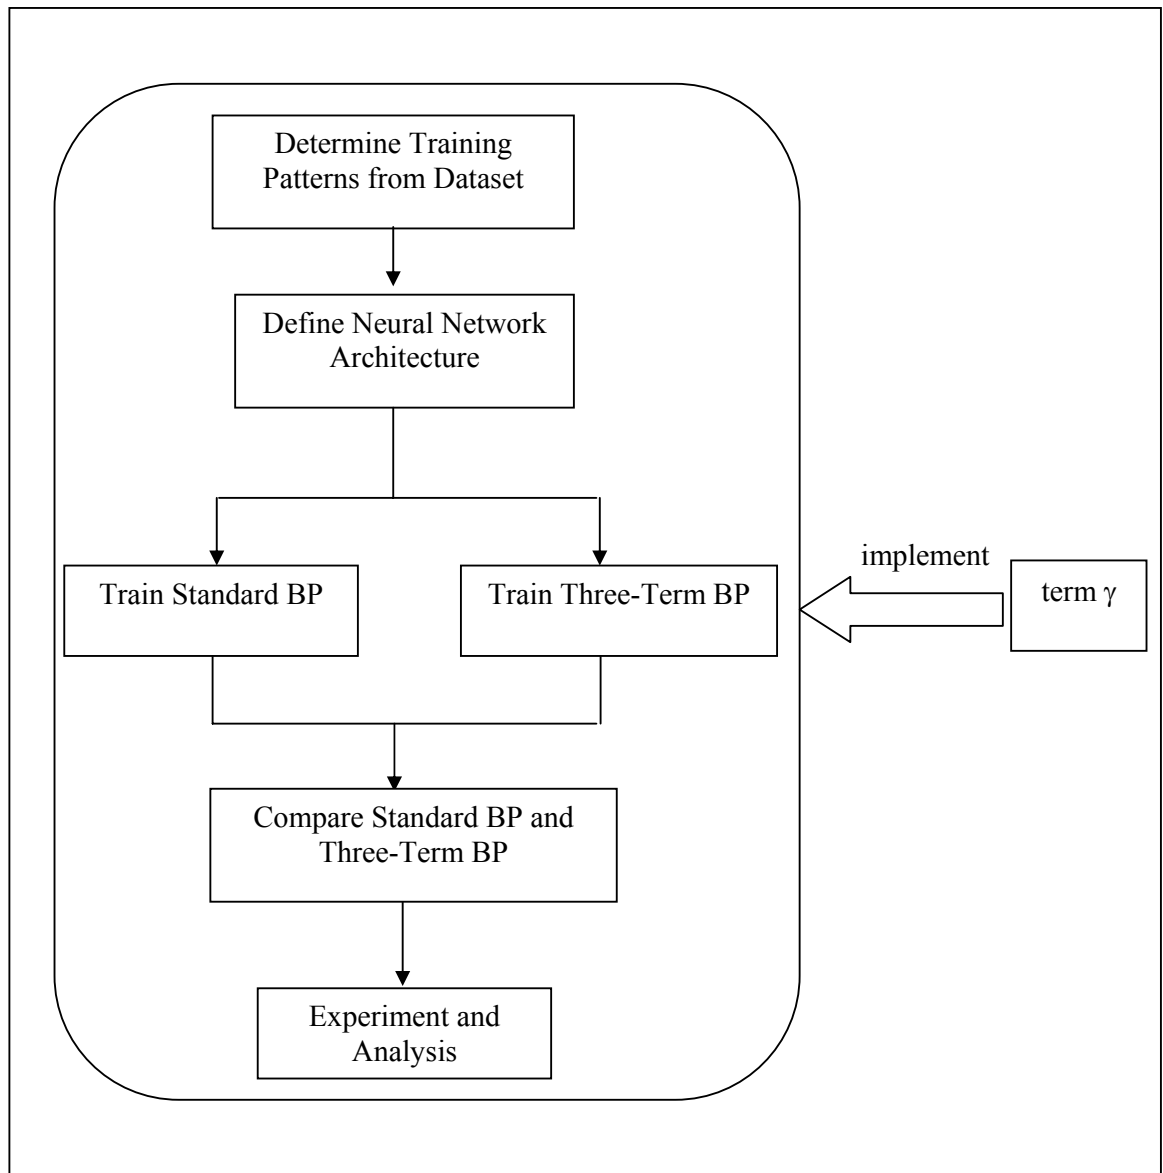 Determine Training
Patterns from Dataset
Define Neural Network
Architecture
Train Standard BP
Train Three-Term BP
implement
term γ
Compare Standard BP and
Three-Term BP
Experiment and
Analysis